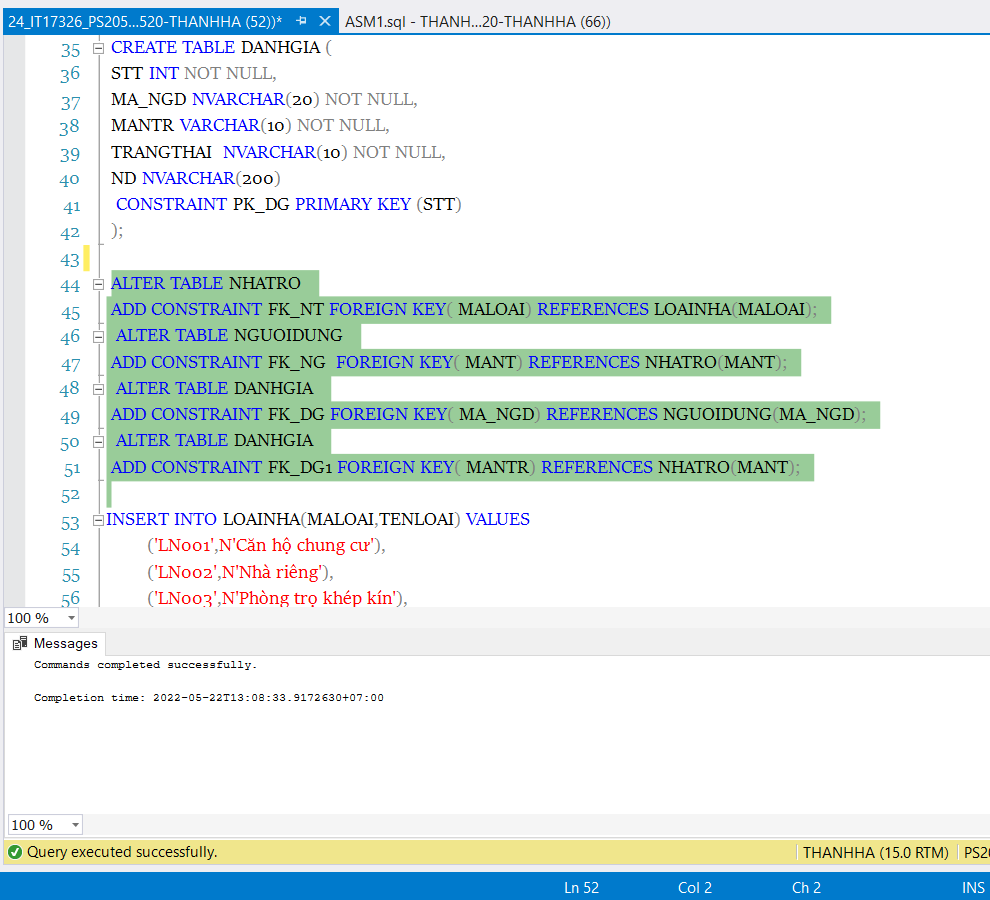 24_IT17326_PS205...520-THANHHA (52))* ASM1.sql - THANH...20-THANHHA (66))
35 CREATE TABLE DANHGIA (
36 STT INT NOT NULL,
37 MA_NGD NVARCHAR(20) NOT NULL,
38 MANTR VARCHAR(10) NOT NULL,
39 TRANGTHAI NVARCHAR(10) NOT NULL,
40 ND NVARCHAR(200)
41 CONSTRAINT PK_DG PRIMARY KEY (STT)
42 );
43
44 ALTER TABLE NHATRO
45 ADD CONSTRAINT FK_NT FOREIGN KEY( MALOAI) REFERENCES LOAINHA(MALOAI);
46 ALTER TABLE NGUOIDUNG
47 ADD CONSTRAINT FK_NG FOREIGN KEY( MANT) REFERENCES NHATRO(MANT);
48 ALTER TABLE DANHGIA
49 ADD CONSTRAINT FK_DG FOREIGN KEY( MA_NGD) REFERENCES NGUOIDUNG(MA_NGD);
50 ALTER TABLE DANHGIA
51 ADD CONSTRAINT FK_DG1 FOREIGN KEY( MANTR) REFERENCES NHATRO(MANT);
52
53 INSERT INTO LOAINHA(MALOAI,TENLOAI) VALUES
54 ('LN001',N'Căn hộ chung cư'),
55 ('LN002',N'Nhà riêng'),
56 ('LN003',N'Phòng trọ khép kín'),
100 %
Messages
Commands completed successfully.
Completion time: 2022-05-22T13:08:33.9172630+07:00
100 %
Query executed successfully. THANHHA (15.0 RTM) PS20
Ln 52 Col 2 Ch 2 INS